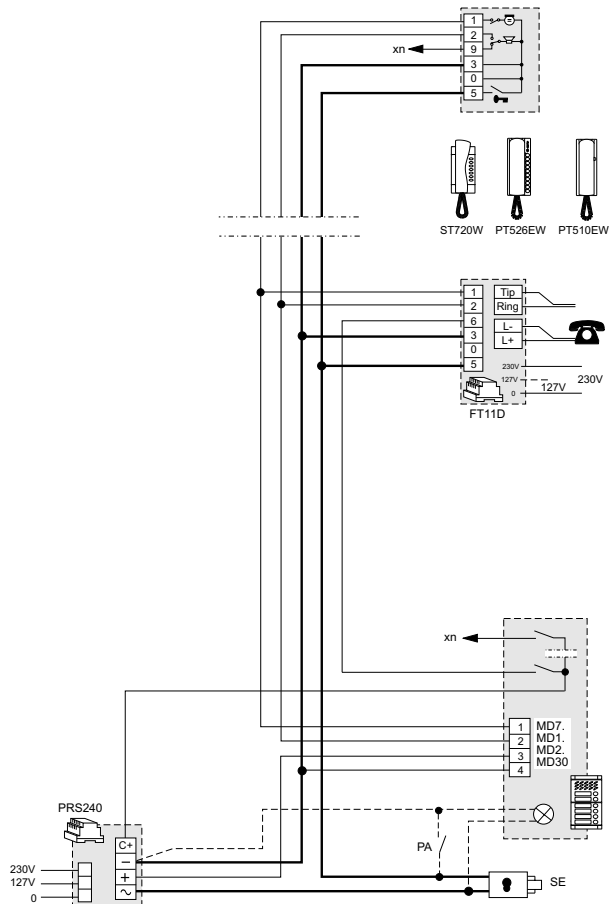 1
2
xn 9
3
0
5
ST720W PT526EW PT510EW
1 Tip
2 Ring
6
3 L-
0 L+
5
230V
127V 230V
0 127V
FT11D
xn
1 MD7.
2 MD1.
3 MD2.
4 MD30
PRS240
C+
PA
–
230V
127V +
0 ~
SE